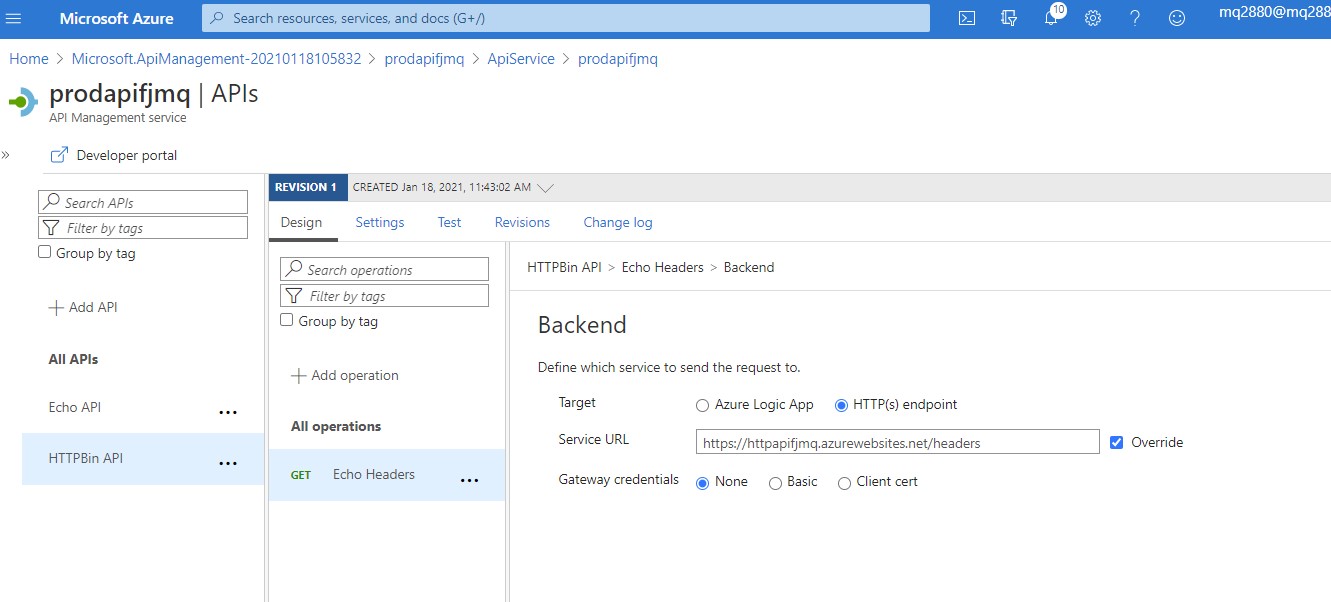 Microsoft Azure
Search resources, services, and docs (G+/)
10
mq2880@mq288
Home > Microsoft.ApiManagement-20210118105832 > prodapifjmq > ApiService > prodapifjmq
prodapifjmq | APIs
API Management service
» Developer portal
Search APIs
Filter by tags
Group by tag
+ Add API
All APIs
Echo API ...
HTTPBin API ...
REVISION 1 CREATED Jan 18, 2021, 11:43:02 AM
Design Settings Test Revisions Change log
Search operations
Filter by tags
Group by tag
+ Add operation
All operations
GET Echo Headers ...
HTTPBin API > Echo Headers > Backend
Backend
Define which service to send the request to.
Target Azure Logic App HTTP(s) endpoint
Service URL https://httpapifjmq.azurewebsites.net/headers Override
Gateway credentials None Basic Client cert